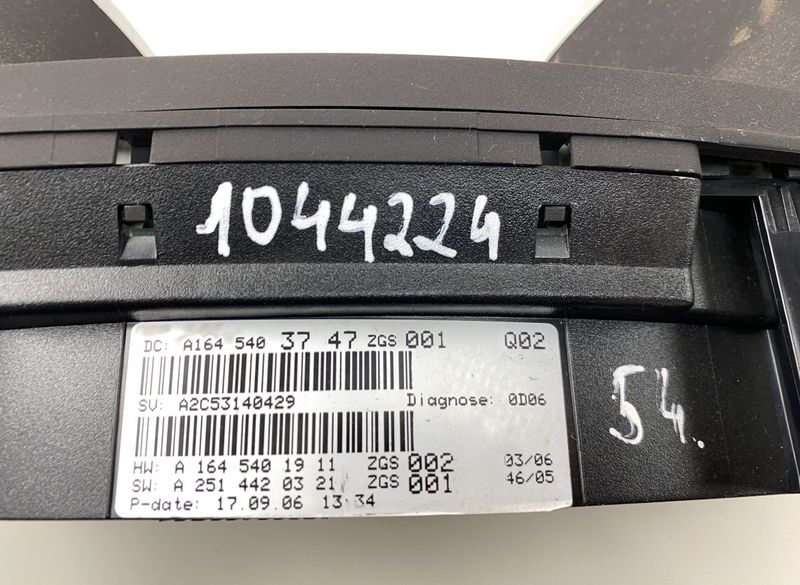 1044224
DC: A164 540 37 47 ZGS 001 Q02
SV: A2C53140429 Diagnose: 0D06
HW: A 164 540 19 11 ZGS 002 03/06
SW: A 251 442 03 21 ZGS 001 46/05
P-date: 17.09.06 13:34
54.